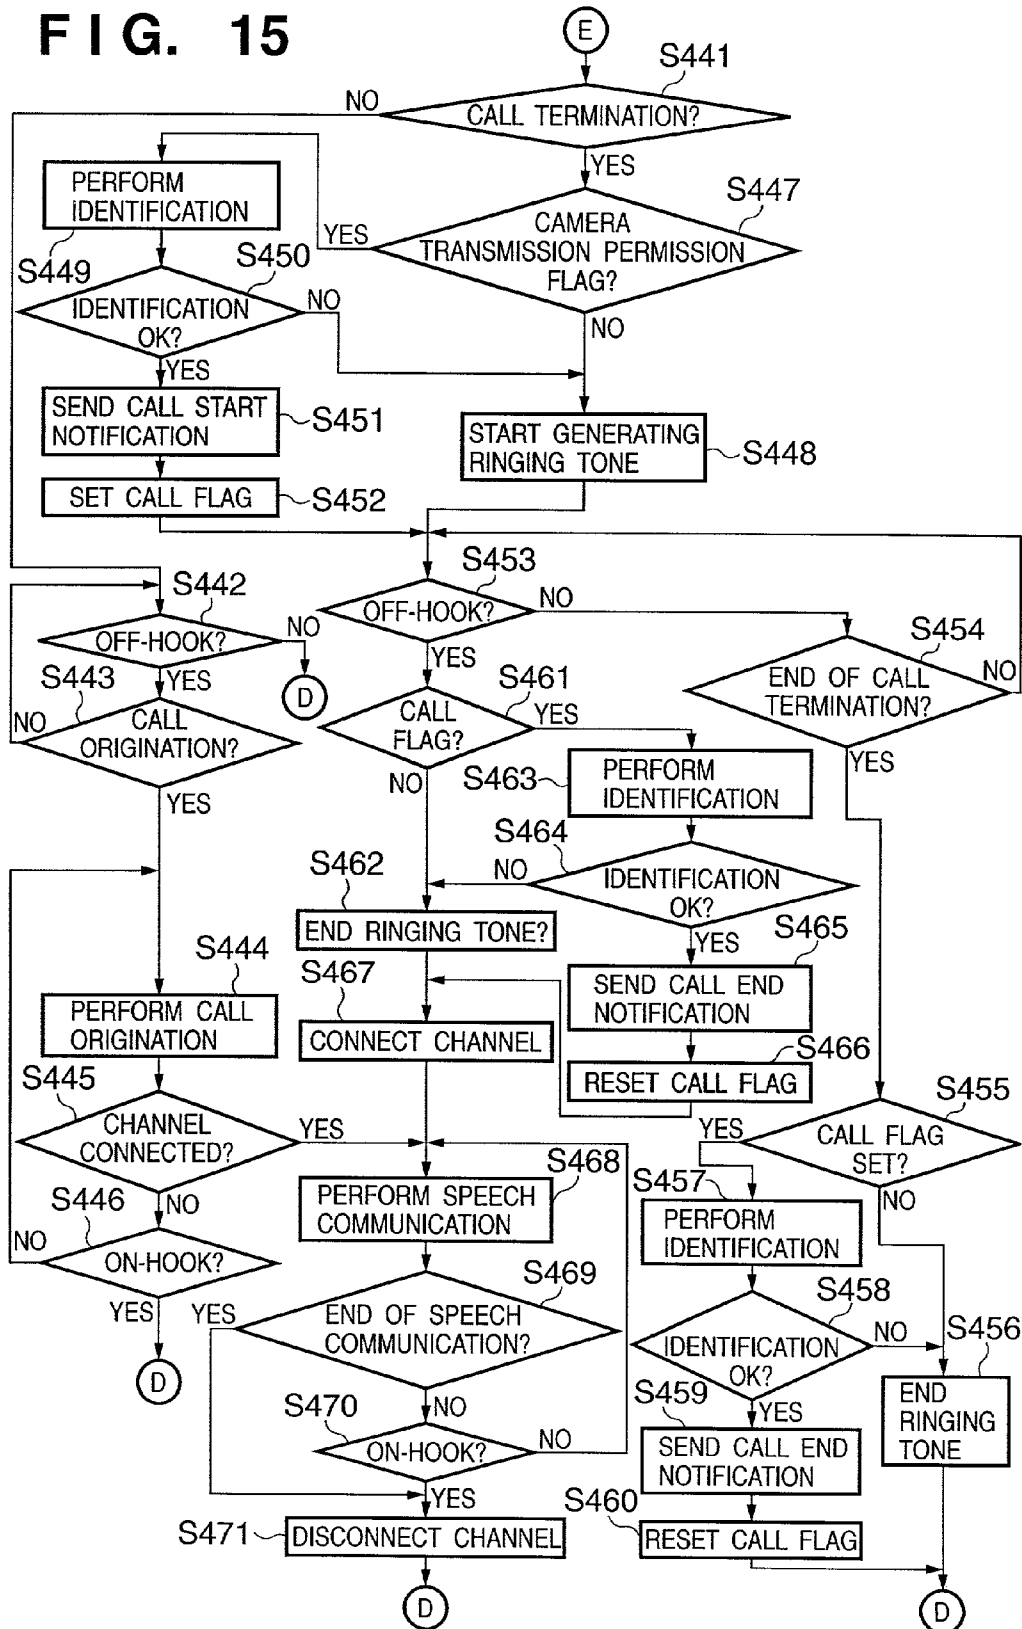 FIG. 15
E
S441
NO
CALL TERMINATION?
YES
S447
PERFORM
IDENTIFICATION
YES
CAMERA
TRANSMISSION PERMISSION
FLAG?
S449
S450
NO
NO
IDENTIFICATION
OK?
YES
SEND CALL START
NOTIFICATION
S451
START GENERATING
RINGING TONE
S448
SET CALL FLAG
S452
S453
S442
OFF-HOOK?
NO
OFF-HOOK?
NO
S454
YES
YES
END OF CALL
TERMINATION?
NO
S443
D
S461
NO
CALL
ORIGINATION?
CALL
FLAG?
YES
YES
YES
NO
S463
PERFORM
IDENTIFICATION
S464
S462
NO
IDENTIFICATION
OK?
END RINGING TONE?
YES
S465
S444
S467
SEND CALL END
NOTIFICATION
PERFORM CALL
ORIGINATION
CONNECT CHANNEL
S466
S445
RESET CALL FLAG
S455
CHANNEL
CONNECTED?
YES
YES
CALL FLAG
SET?
S468
S457
NO
NO
S446
PERFORM SPEECH
COMMUNICATION
PERFORM
IDENTIFICATION
NO
ON-HOOK?
S469
S458
YES
YES
END OF SPEECH
COMMUNICATION?
NO
S456
IDENTIFICATION
OK?
D
S459
END
RINGING
TONE
S470
NO
YES
ON-HOOK?
NO
SEND CALL END
NOTIFICATION
YES
S460
S471
DISCONNECT CHANNEL
RESET CALL FLAG
D
D